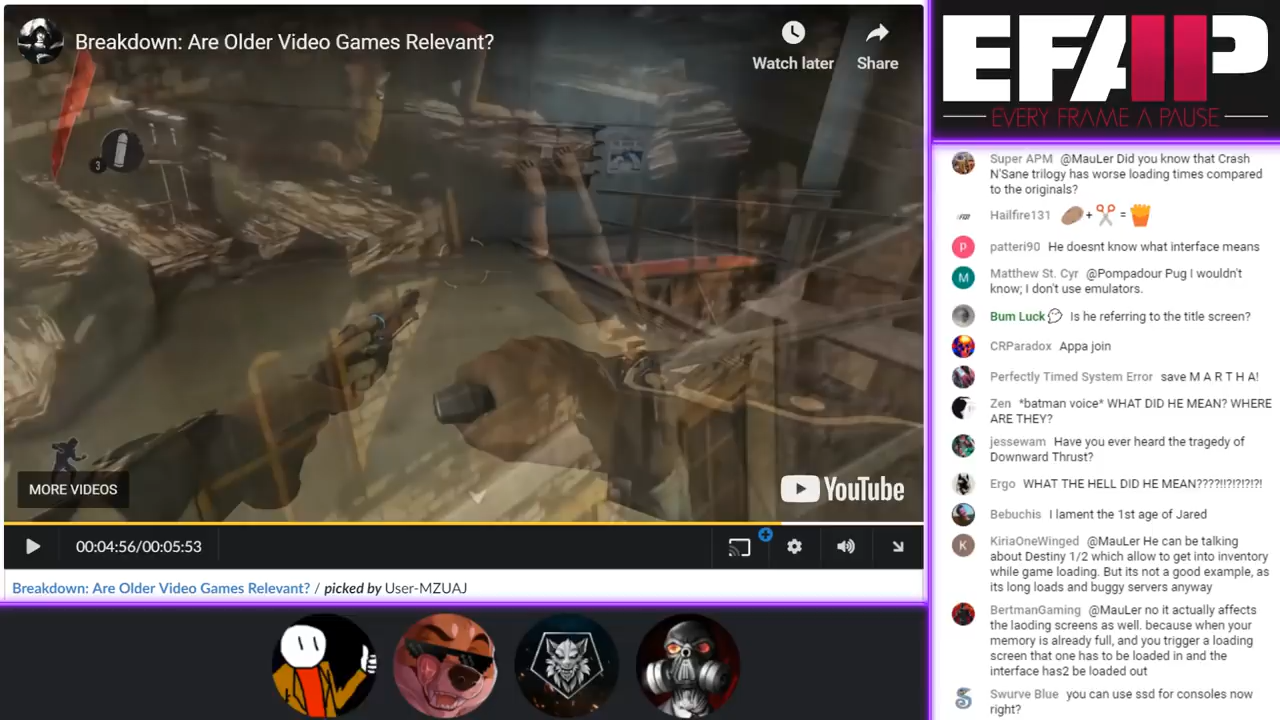 Breakdown: Are Older Video Games Relevant?
Watch later
Share
3
MORE VIDEOS
YouTube
00:04:56/00:05:53
Breakdown: Are Older Video Games Relevant? / picked by User-MZUAJ
EFAP
EVERY FRAME A PAUSE
Super APM @MauLer Did you know that Crash
N'Sane trilogy has worse loading times compared
to the originals?
Hailfire131 🥔 + ✂️ = 🍟
patteri90 He doesnt know what interface means
Matthew St. Cyr @Pompadour Pug I wouldn't
know; I don't use emulators.
Bum Luck Is he referring to the title screen?
CRParadox Appa join
Perfectly Timed System Error save M A R T H A!
Zen *batman voice* WHAT DID HE MEAN? WHERE
ARE THEY?
jessewam Have you ever heard the tragedy of
Downward Thrust?
Ergo WHAT THE HELL DID HE MEAN????!!?!?!?!?!
Bebuchis I lament the 1st age of Jared
K
KiriaOneWinged @MauLer He can be talking
about Destiny 1/2 which allow to get into inventory
while game loading. But its not a good example, as
its long loads and buggy servers anyway
BertmanGaming @MauLer no it actually affects
the laoding screens as well. because when your
memory is already full, and you trigger a loading
screen that one has to be loaded in and the
interface has2 be loaded out
Swurve Blue you can use ssd for consoles now
right?